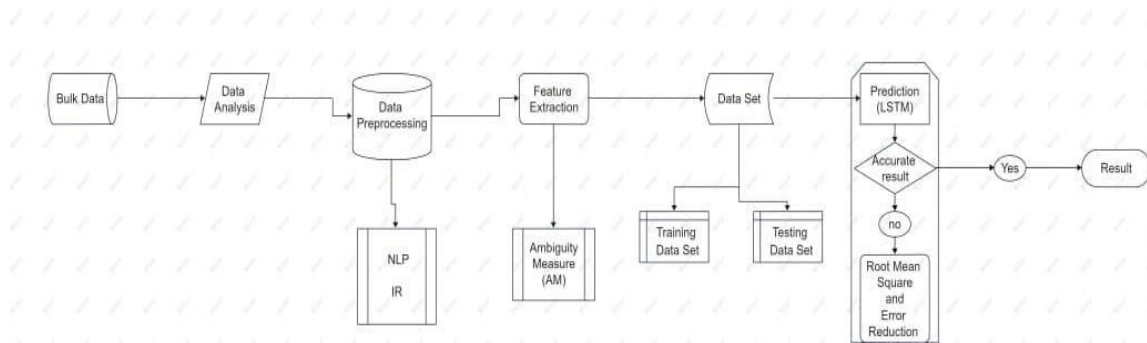 Bulk Data
Data
Analysis
Data
Preprocessing
Feature
Extraction
Data Set
Prediction
(LSTM)
Accurate
result
Yes
Result
no
Root Mean
Square
and
Error
Reduction
NLP
IR
Ambiguity
Measure
(AM)
Training
Data Set
Testing
Data Set